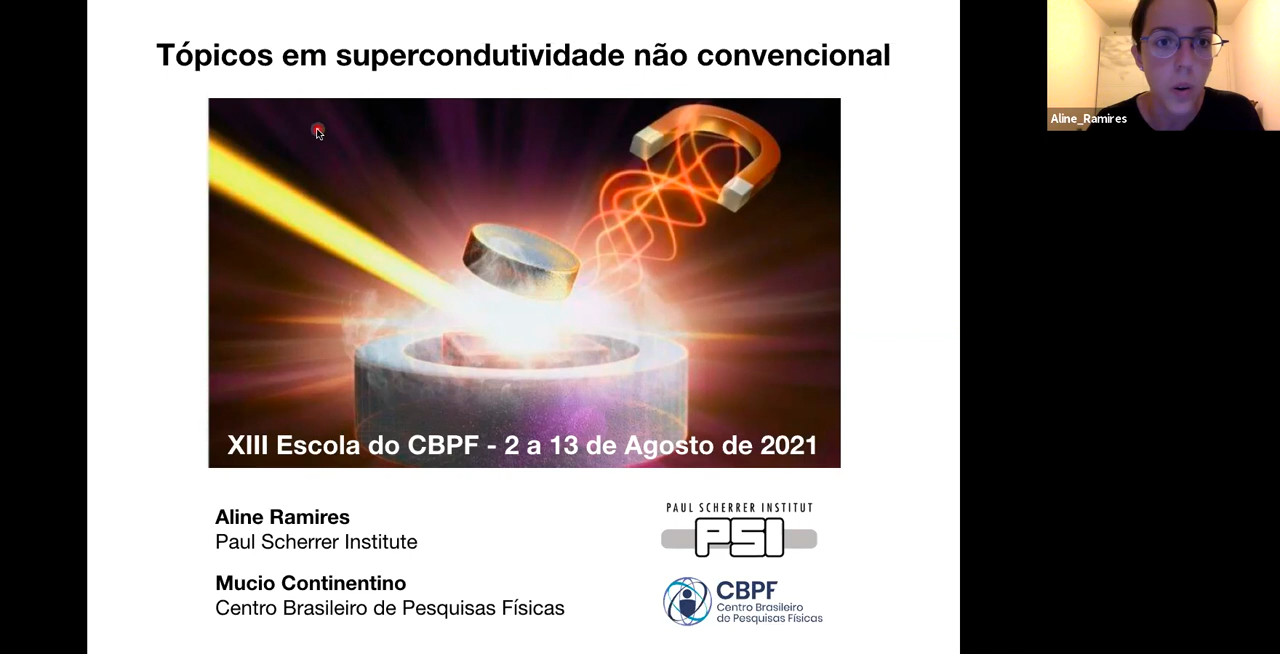 Tópicos em supercondutividade não convencional
Aline_Ramires
XIII Escola do CBPF - 2 a 13 de Agosto de 2021
Aline Ramires
Paul Scherrer Institute
Mucio Continentino
Centro Brasileiro de Pesquisas Físicas
PAUL SCHERRER INSTITUT
PSI
CBPF
Centro Brasileiro
de Pesquisas Físicas